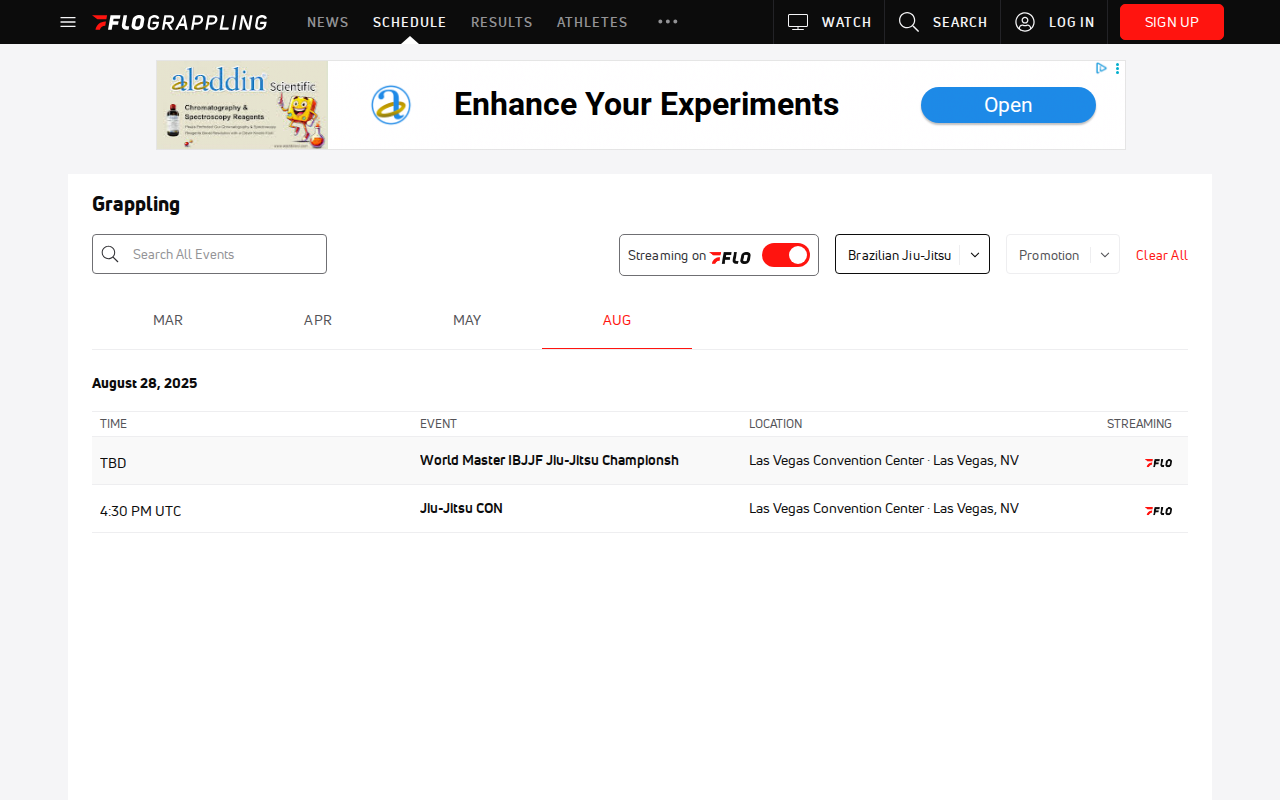 FLOGRAPPLING NEWS SCHEDULE RESULTS ATHLETES WATCH SEARCH LOG IN SIGN UP
aladdin Scientific
Chromatography &
Spectroscopy Reagents
Enhance Your Experiments
Open
Grappling
Search All Events Streaming on FLO Brazilian Jiu-Jitsu Promotion Clear All
MAR APR MAY AUG
August 28, 2025
TIME EVENT LOCATION STREAMING
TBD World Master IBJJF Jiu-Jitsu Championsh Las Vegas Convention Center · Las Vegas, NV FLO
4:30 PM UTC Jiu-Jitsu CON Las Vegas Convention Center · Las Vegas, NV FLO